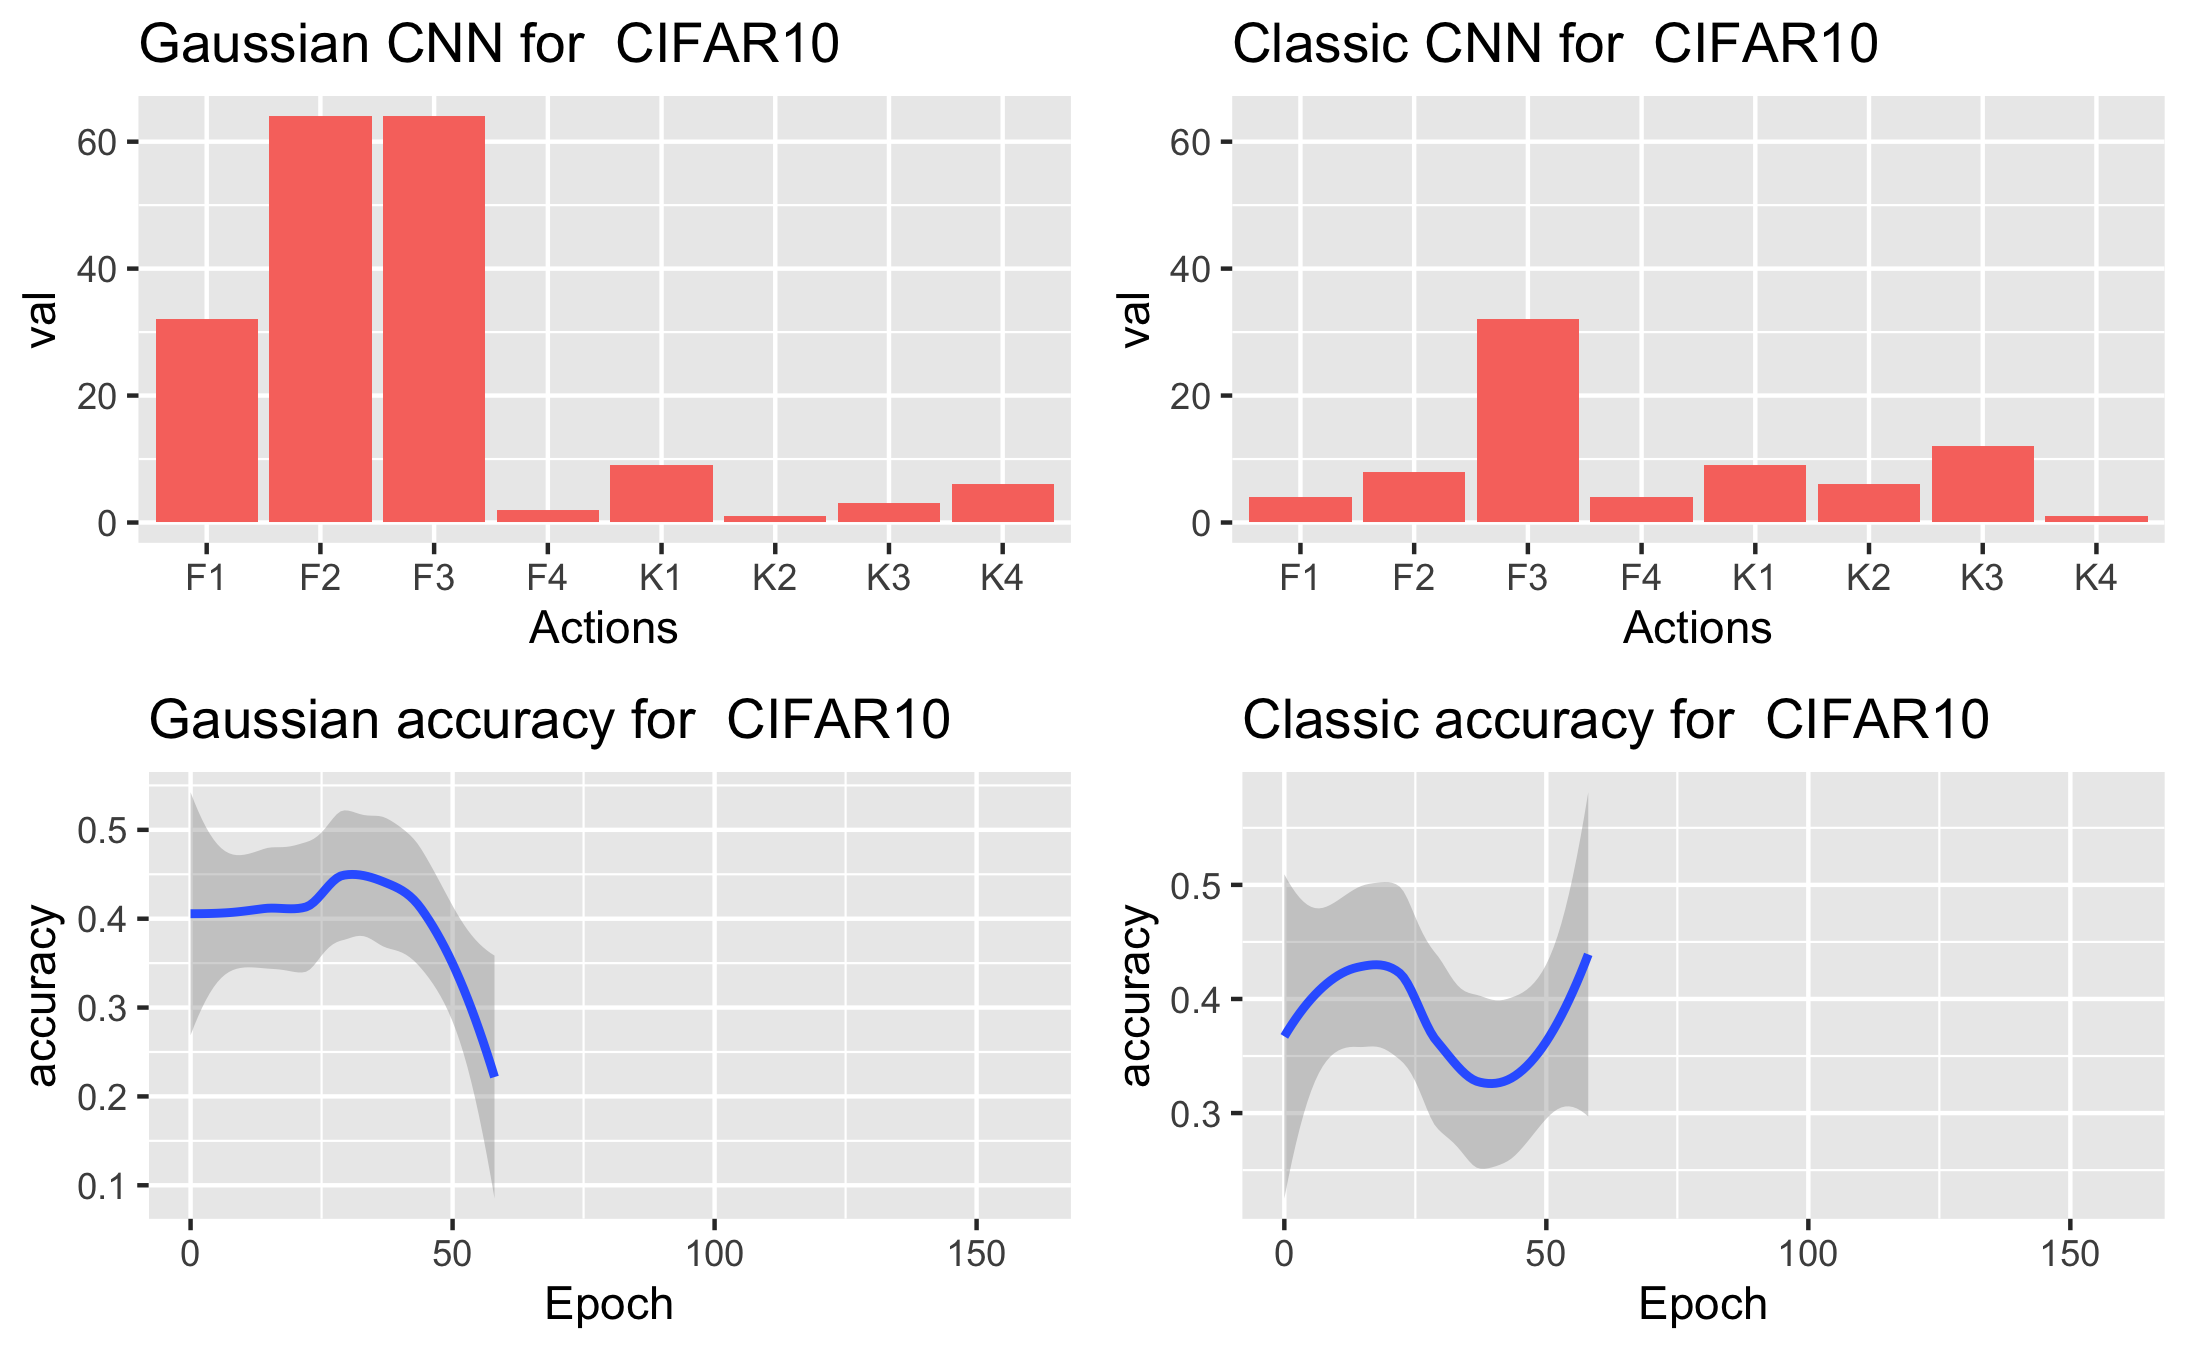 Gaussian CNN for  CIFAR10
60
40
20
0
val
F1 F2 F3 F4 K1 K2 K3 K4
Actions
Classic CNN for  CIFAR10
60
40
20
0
val
F1 F2 F3 F4 K1 K2 K3 K4
Actions
Gaussian accuracy for  CIFAR10
0.5
0.4
0.3
0.2
0.1
accuracy
0 50 100 150
Epoch
Classic accuracy for  CIFAR10
0.5
0.4
0.3
accuracy
0 50 100 150
Epoch